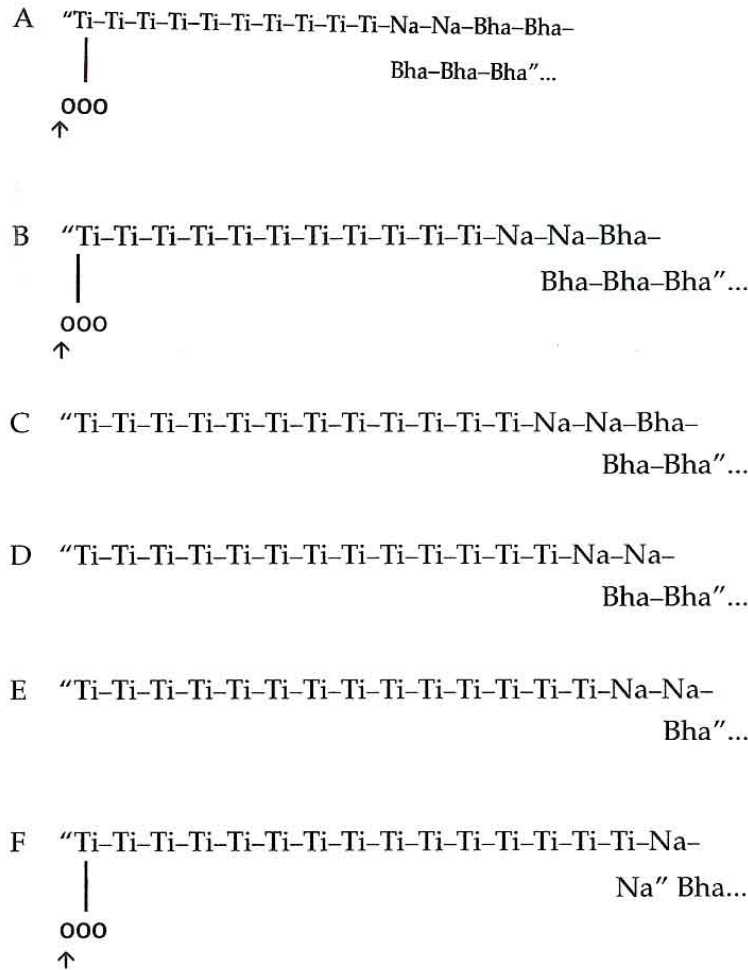 A “Ti–Ti–Ti–Ti–Ti–Ti–Ti–Ti–Ti–Ti–Na–Na–Bha–Bha–
Bha–Bha–Bha”...
ooo
↑
B “Ti–Ti–Ti–Ti–Ti–Ti–Ti–Ti–Ti–Ti–Ti–Na–Na–Bha–
Bha–Bha–Bha”...
ooo
↑
C “Ti–Ti–Ti–Ti–Ti–Ti–Ti–Ti–Ti–Ti–Ti–Ti–Na–Na–Bha–
Bha–Bha”...
D “Ti–Ti–Ti–Ti–Ti–Ti–Ti–Ti–Ti–Ti–Ti–Ti–Ti–Na–Na–
Bha–Bha”...
E “Ti–Ti–Ti–Ti–Ti–Ti–Ti–Ti–Ti–Ti–Ti–Ti–Ti–Ti–Na–Na–
Bha”...
F “Ti–Ti–Ti–Ti–Ti–Ti–Ti–Ti–Ti–Ti–Ti–Ti–Ti–Ti–Ti–Na–
Na” Bha...
ooo
↑